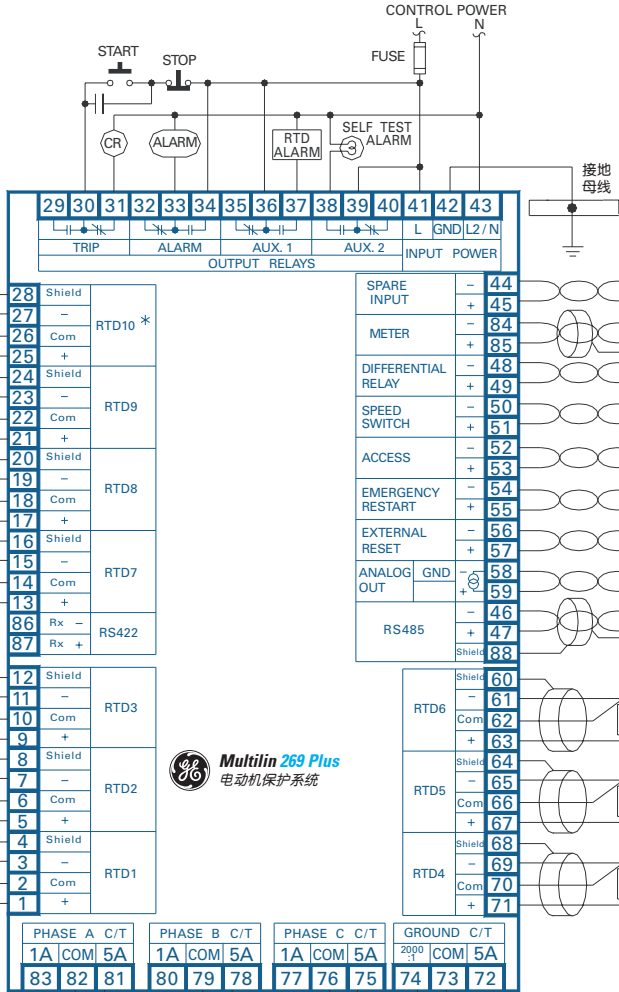 CONTROL POWER
L N
FUSE
START
STOP
CR
ALARM
RTD
ALARM
SELF TEST
ALARM
接地
母线
29 30 31 32 33 34 35 36 37 38 39 40 41 42 43
L GND L2/N
TRIP ALARM AUX. 1 AUX. 2
INPUT POWER
OUTPUT RELAYS
28 Shield
27 −
26 Com
25 +
RTD10 *
24 Shield
23 −
22 Com
21 +
RTD9
20 Shield
19 −
18 Com
17 +
RTD8
16 Shield
15 −
14 Com
13 +
RTD7
86 Rx −
87 Rx +
RS422
12 Shield
11 −
10 Com
9 +
RTD3
8 Shield
7 −
6 Com
5 +
RTD2
4 Shield
3 −
2 Com
1 +
RTD1
SPARE
INPUT
− 44
+ 45
METER
− 84
+ 85
DIFFERENTIAL
RELAY
− 48
+ 49
SPEED
SWITCH
− 50
+ 51
ACCESS
− 52
+ 53
EMERGENCY
RESTART
− 54
+ 55
EXTERNAL
RESET
− 56
+ 57
ANALOG
OUT
GND
− 58
+ 59
RS485
− 46
+ 47
Shield 88
RTD6
Shield 60
− 61
Com 62
+ 63
RTD5
Shield 64
− 65
Com 66
+ 67
RTD4
Shield 68
− 69
Com 70
+ 71
GE
Multilin 269 Plus
电动机保护系统
PHASE A C/T
1A COM 5A
83 82 81
PHASE B C/T
1A COM 5A
80 79 78
PHASE C C/T
1A COM 5A
77 76 75
GROUND C/T
2000
:1
COM 5A
74 73 72